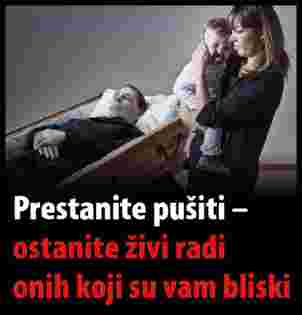 Prestanite pušiti –
ostanite živi radi
onih koji su vam bliski